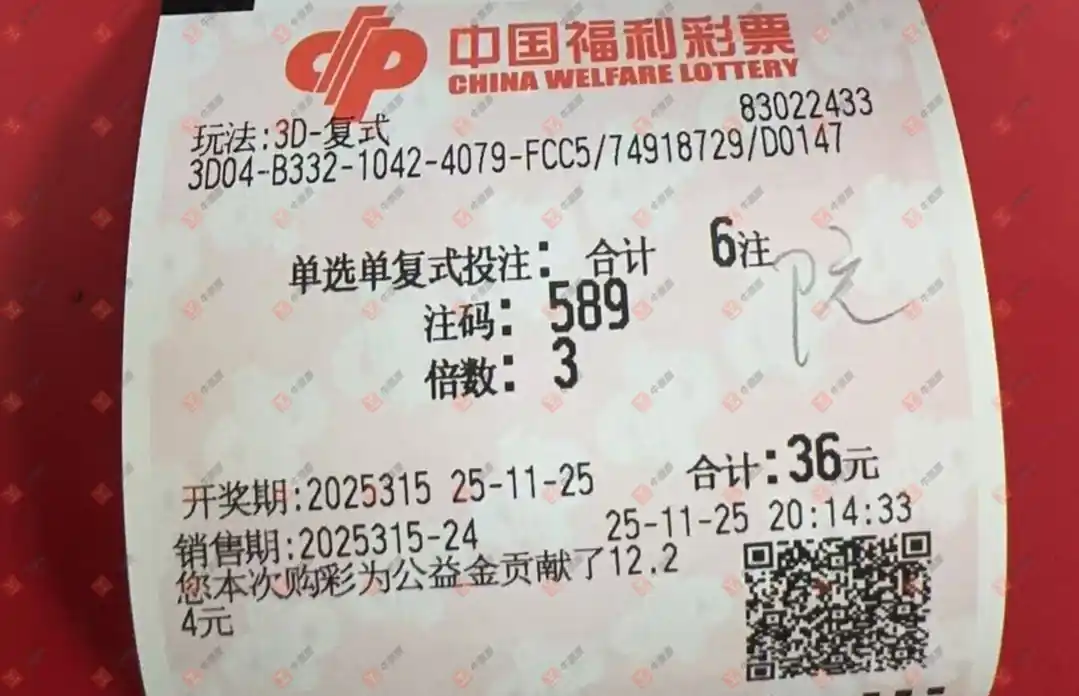 中国福利彩票
CHINA WELFARE LOTTERY
83022433
玩法:3D-复式
3D04-B332-1042-4079-FCC5/74918729/D0147
单选单复式投注: 合计 6注
注码: 589
倍数: 3
合计:36元
开奖期:2025315 25-11-25
销售期:2025315-24 25-11-25 20:14:33
您本次购彩为公益金贡献了12.2
4元